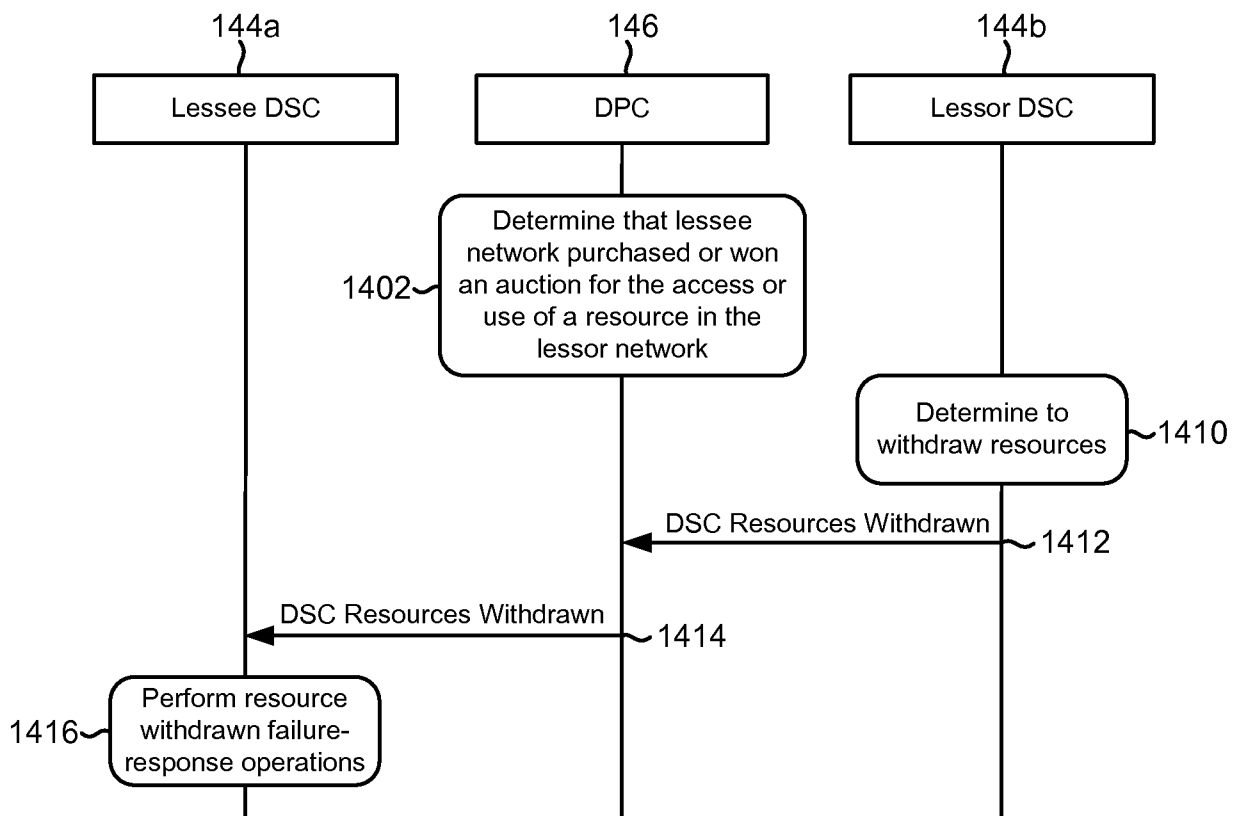 144a
146
144b
Lessee DSC
DPC
Lessor DSC
Determine that lessee
network purchased or won
an auction for the access or
use of a resource in the
lessor network
1402
Determine to
withdraw resources
1410
DSC Resources Withdrawn
1412
DSC Resources Withdrawn
1414
Perform resource
withdrawn failure-
response operations
1416